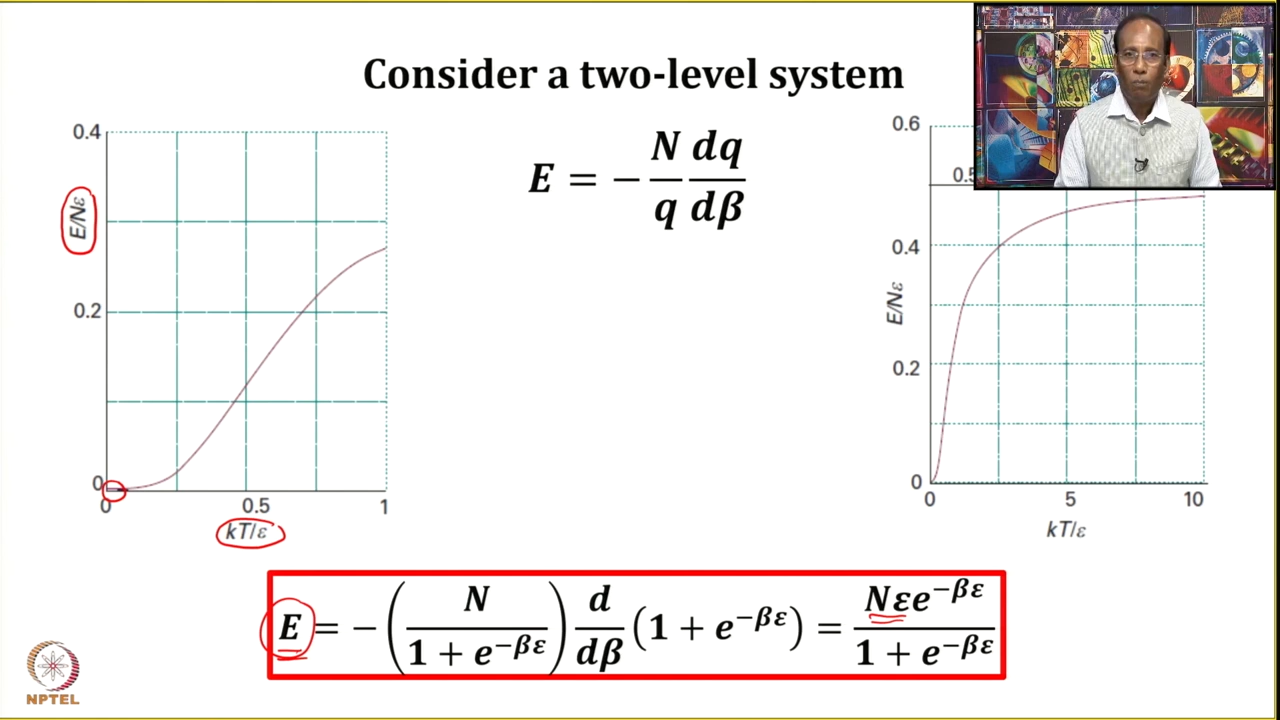 Consider a two-level system
0.4
0.2
0
E/Nε
0
0.5
1
kT/ε
E = − N/q dq/dβ
0.6
0.4
0.2
0
E/Nε
0
5
10
kT/ε
E = −(N/(1 + e^−βε)) d/dβ (1 + e^−βε) = Nεe^−βε/(1 + e^−βε)
NPTEL